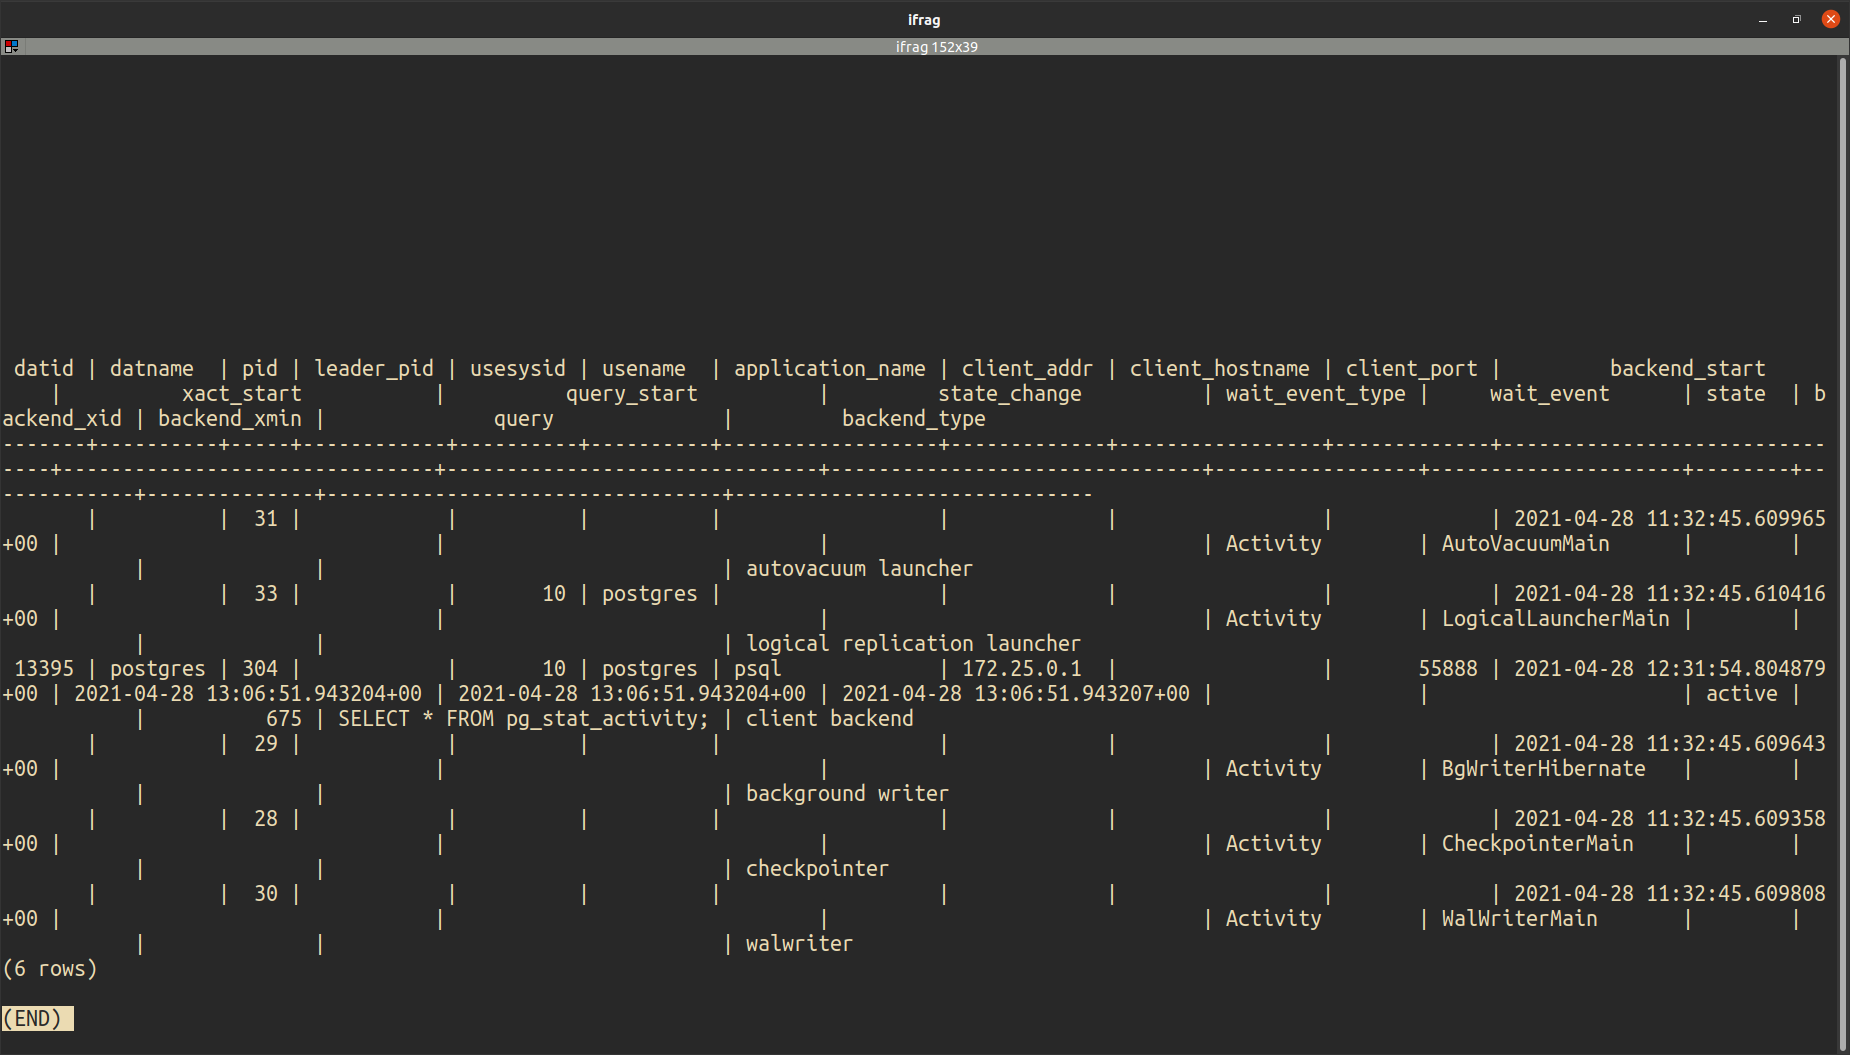 ifrag
ifrag 152x39
 datid | datname  | pid | leader_pid | usesysid | usename  | application_name | client_addr | client_hostname | client_port |         backend_start
    |          xact_start           |          query_start          |         state_change          | wait_event_type |     wait_event      | state  | b
ackend_xid | backend_xmin |              query              |         backend_type
-------+----------+-----+------------+----------+----------+------------------+-------------+-----------------+-------------+---------------------------
----+-------------------------------+-------------------------------+-------------------------------+-----------------+---------------------+--------+--
-----------+--------------+---------------------------------+------------------------------
       |          |  31 |            |          |          |                  |             |                 |             | 2021-04-28 11:32:45.609965
+00 |                               |                               |                               | Activity        | AutoVacuumMain      |        |
           |              |                                 | autovacuum launcher
       |          |  33 |            |       10 | postgres |                  |             |                 |             | 2021-04-28 11:32:45.610416
+00 |                               |                               |                               | Activity        | LogicalLauncherMain |        |
           |              |                                 | logical replication launcher
 13395 | postgres | 304 |            |       10 | postgres | psql             | 172.25.0.1  |                 |       55888 | 2021-04-28 12:31:54.804879
+00 | 2021-04-28 13:06:51.943204+00 | 2021-04-28 13:06:51.943204+00 | 2021-04-28 13:06:51.943207+00 |                 |                     | active |
           |          675 | SELECT * FROM pg_stat_activity; | client backend
       |          |  29 |            |          |          |                  |             |                 |             | 2021-04-28 11:32:45.609643
+00 |                               |                               |                               | Activity        | BgWriterHibernate   |        |
           |              |                                 | background writer
       |          |  28 |            |          |          |                  |             |                 |             | 2021-04-28 11:32:45.609358
+00 |                               |                               |                               | Activity        | CheckpointerMain    |        |
           |              |                                 | checkpointer
       |          |  30 |            |          |          |                  |             |                 |             | 2021-04-28 11:32:45.609808
+00 |                               |                               |                               | Activity        | WalWriterMain       |        |
           |              |                                 | walwriter
(6 rows)
(END)